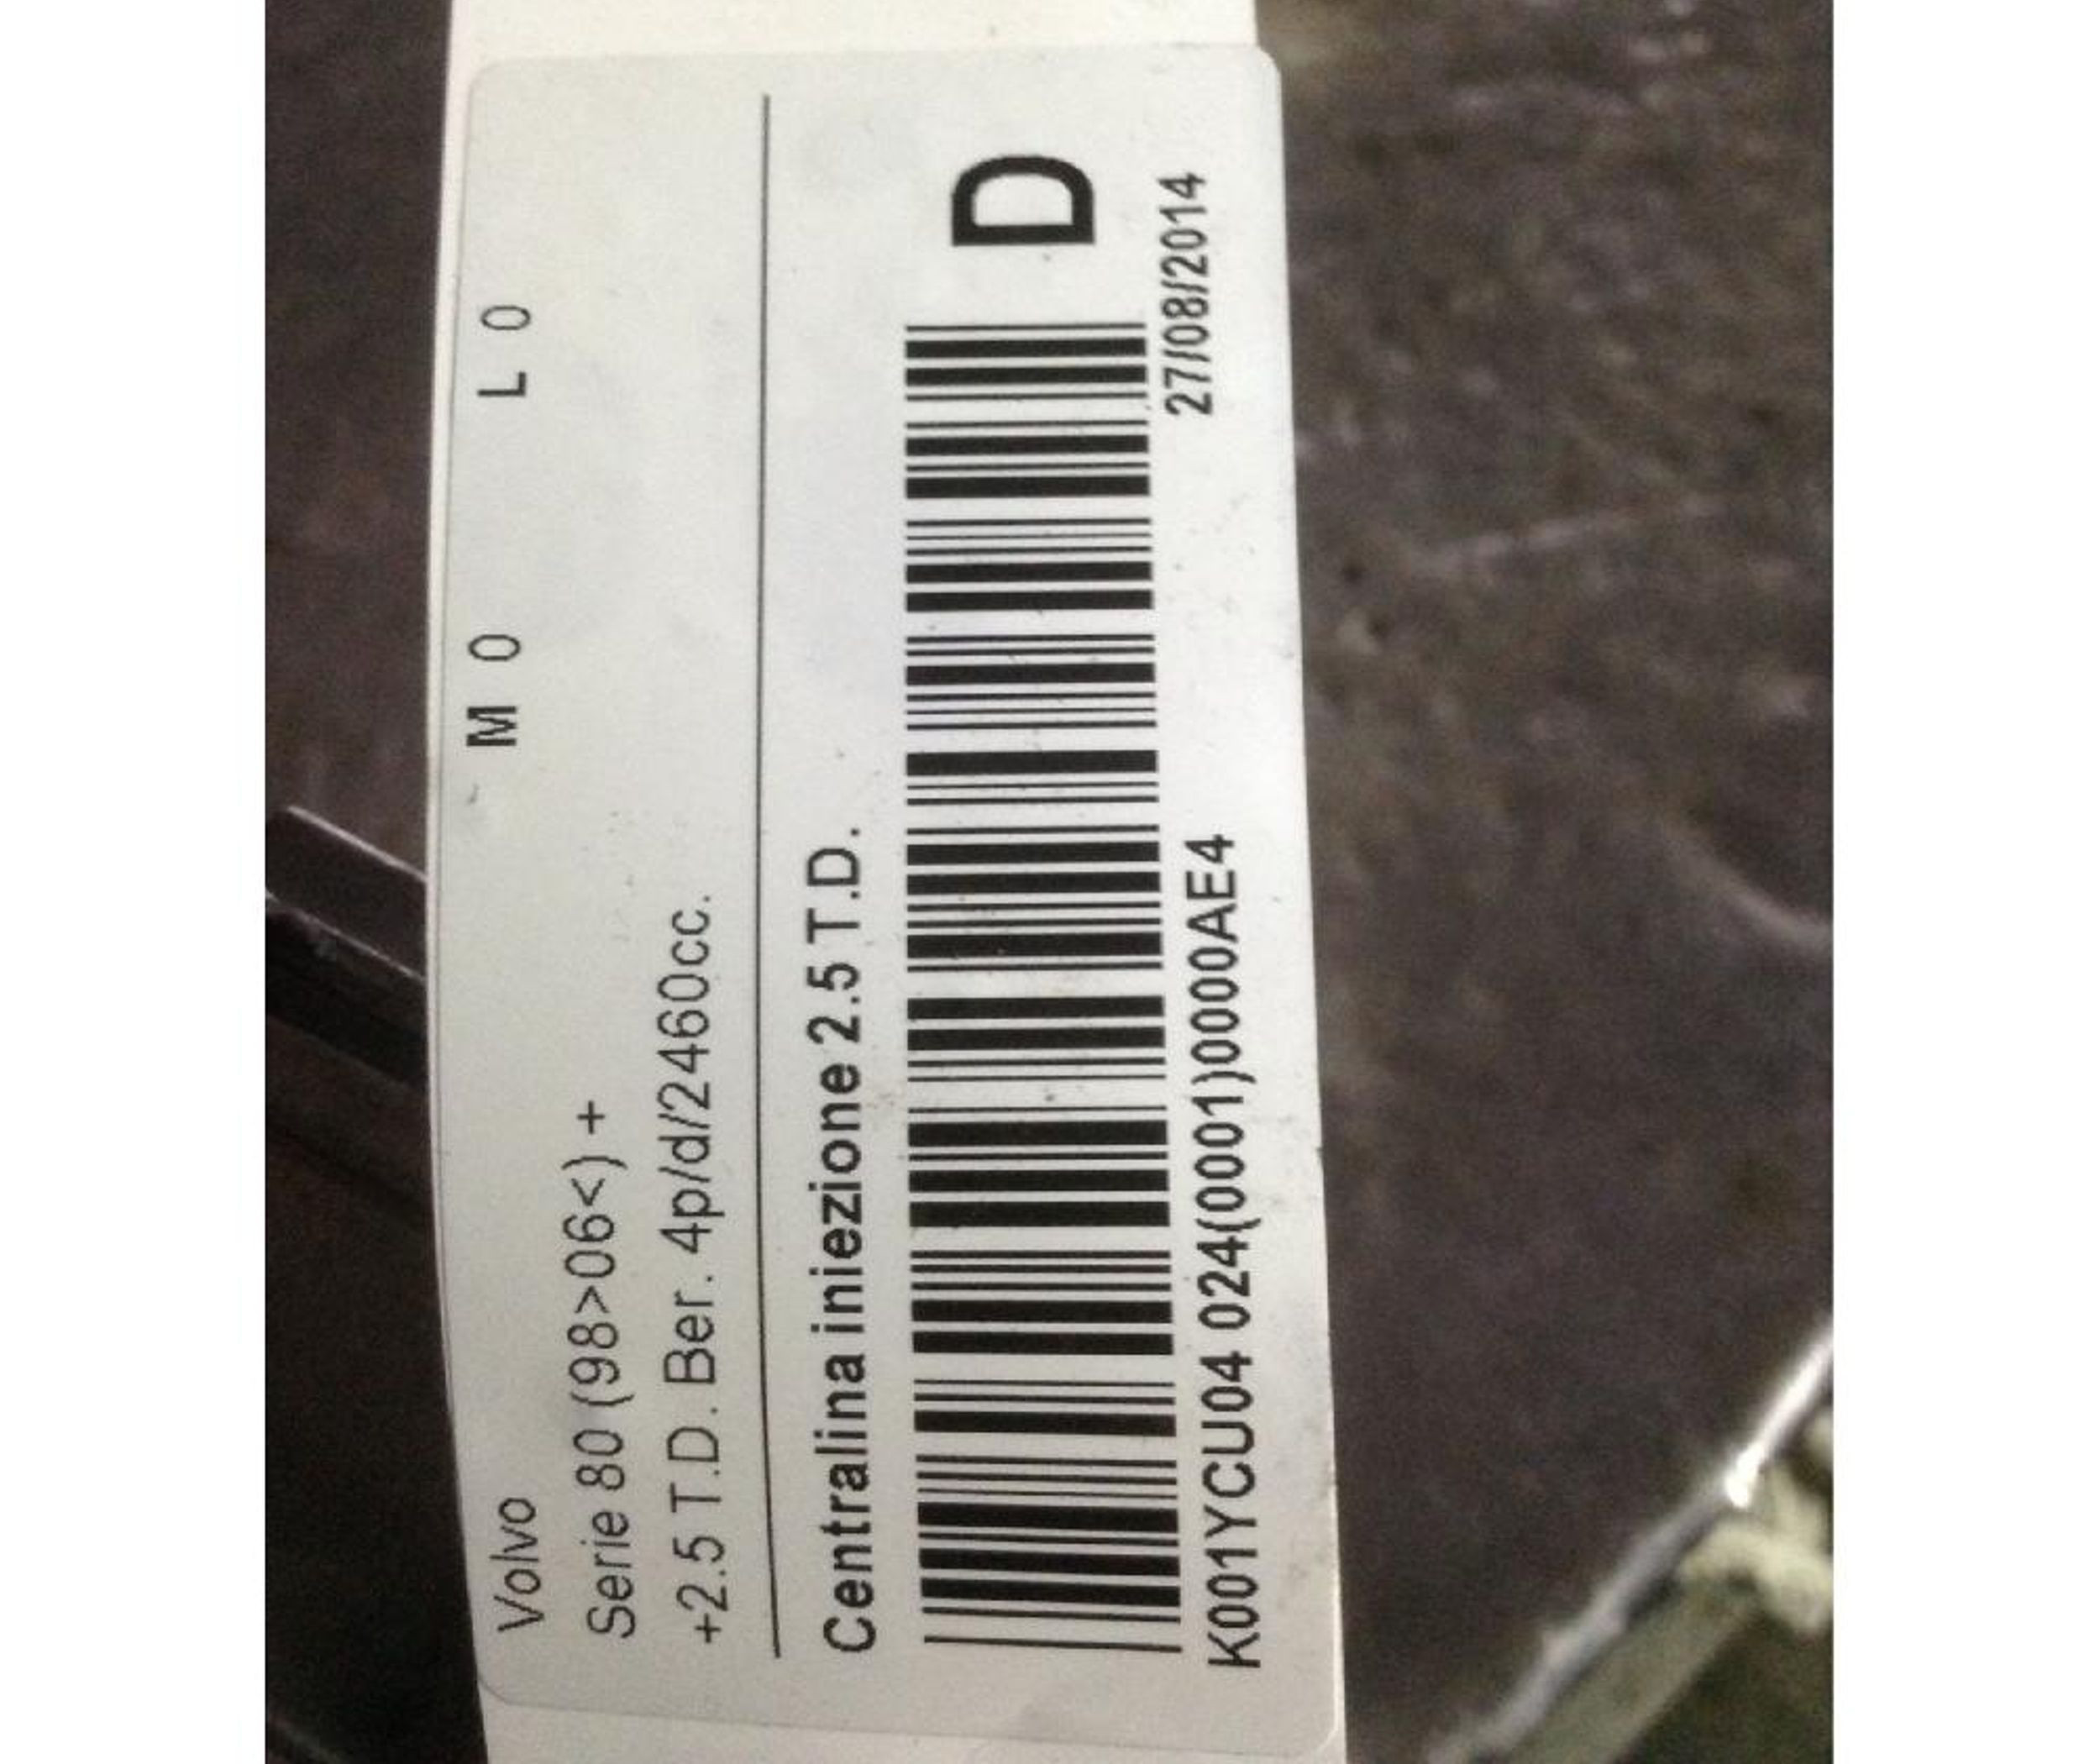 Volvo M 0 L 0
Serie 80 (98>06<) +
+2.5 T.D. Ber. 4p/d/2460cc.
Centralina iniezione 2.5 T.D.
D
K001YCU04 024(0001)0000AE4 27/08/2014